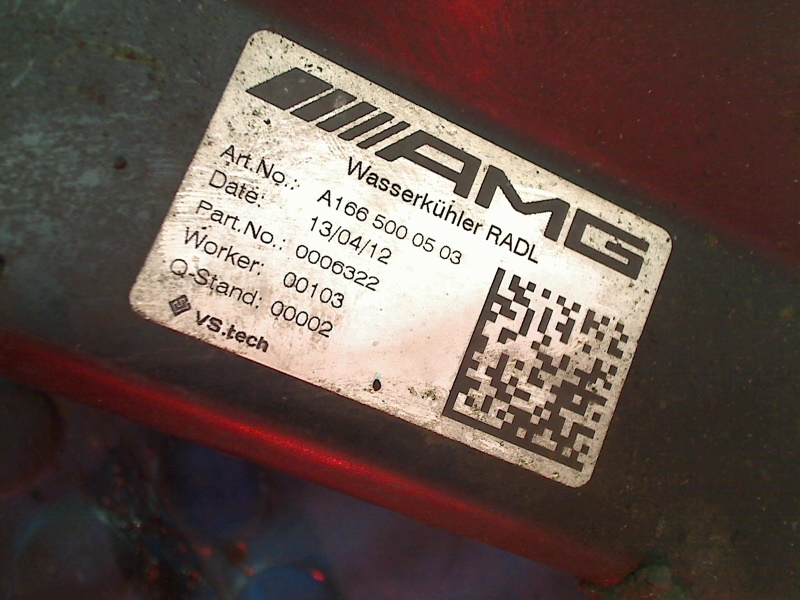 AMG
Wasserkühler RADL
Art.No.: A166 500 05 03
Date: 13/04/12
Part.No.: 0006322
Worker: 00103
Q-Stand: 00002
vs.tech